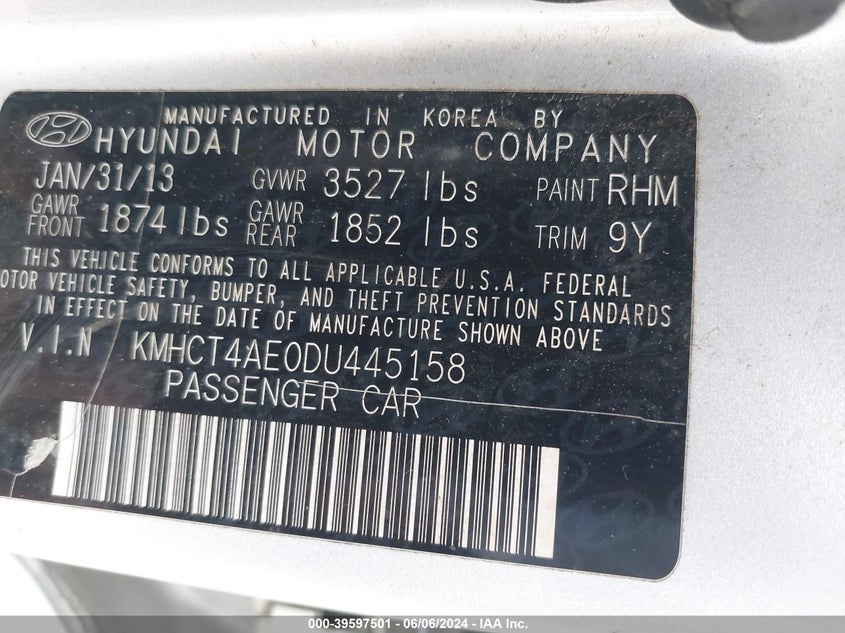 MANUFACTURED IN KOREA BY
HYUNDAI MOTOR COMPANY
JAN/31/13 GVWR 3527 lbs PAINT RHM
GAWR FRONT 1874 lbs GAWR REAR 1852 lbs TRIM 9Y
THIS VEHICLE CONFORMS TO ALL APPLICABLE U.S.A. FEDERAL
MOTOR VEHICLE SAFETY, BUMPER, AND THEFT PREVENTION STANDARDS
IN EFFECT ON THE DATE OF MANUFACTURE SHOWN ABOVE
V.I.N KMHCT4AE0DU445158
PASSENGER CAR
000-39597501 - 06/06/2024 - IAA Inc.